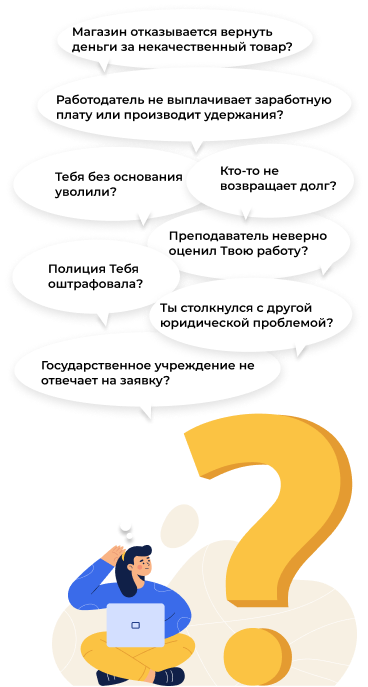 Магазин отказывается вернуть
деньги за некачественный товар?
Работодатель не выплачивает заработную
плату или производит удержания?
Тебя без основания
уволили?
Кто-то не
возвращает долг?
Преподаватель неверно
оценил Твою работу?
Полиция Тебя
оштрафовала?
Ты столкнулся с другой
юридической проблемой?
Государственное учреждение не
отвечает на заявку?